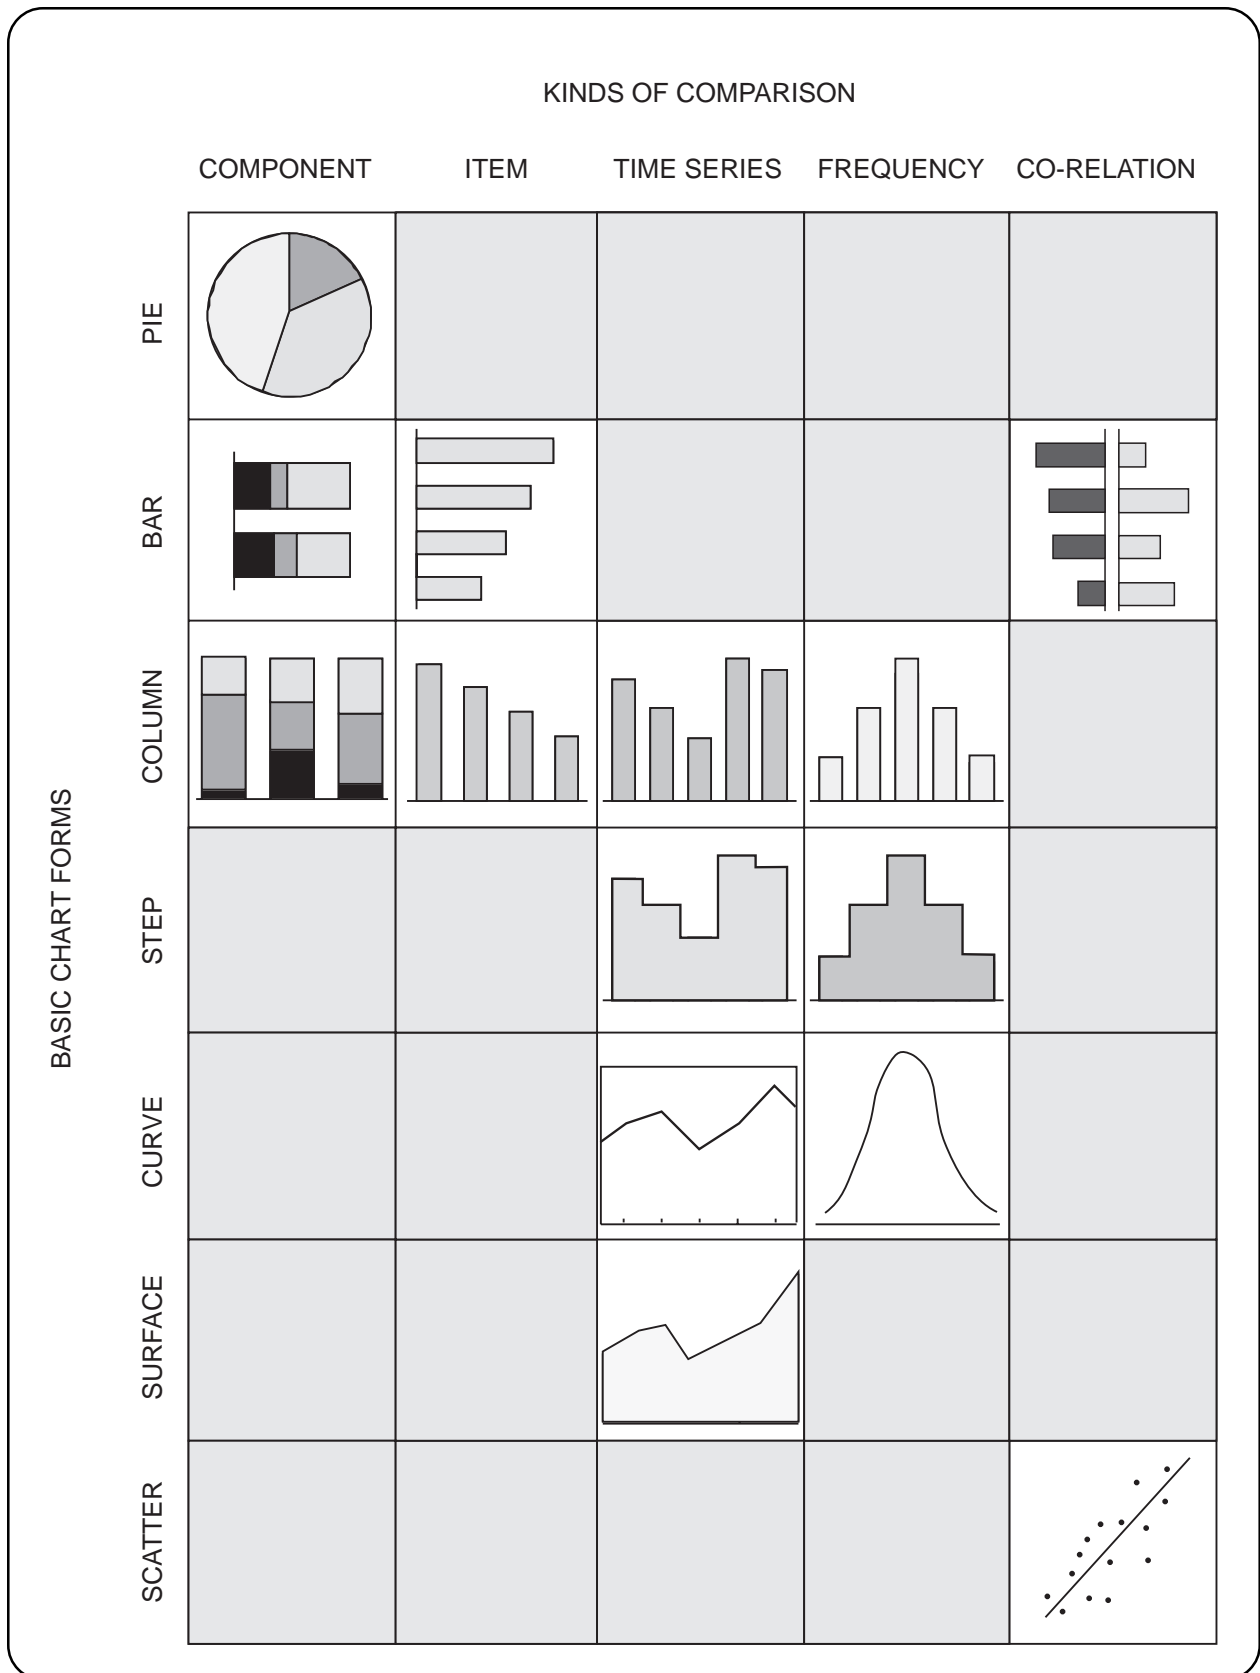 KINDS OF COMPARISON
COMPONENT ITEM TIME SERIES FREQUENCY CO-RELATION
BASIC CHART FORMS
PIE
BAR
COLUMN
STEP
CURVE
SURFACE
SCATTER